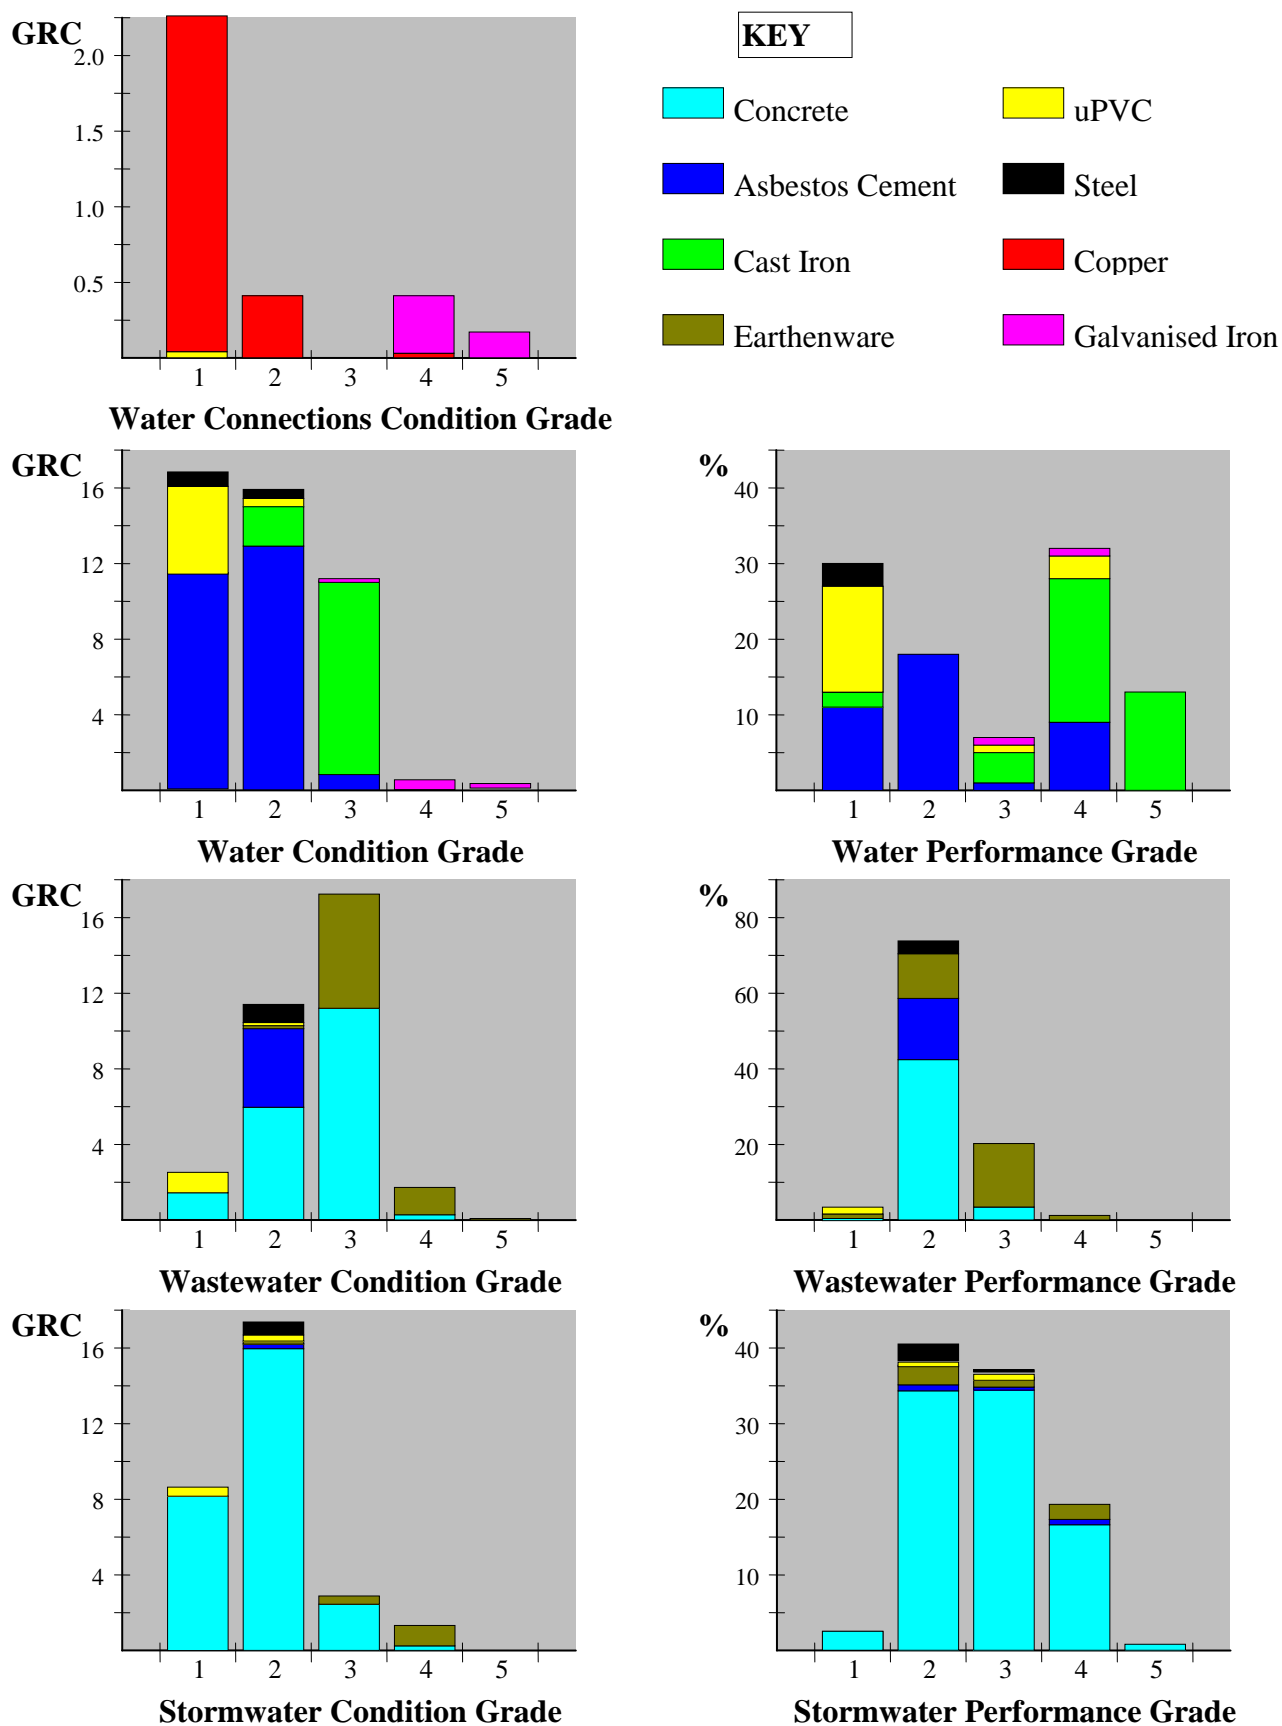 GRC
2.0
1.5
1.0
0.5
1 2 3 4 5
Water Connections Condition Grade
KEY
Concrete
uPVC
Asbestos Cement
Steel
Cast Iron
Copper
Earthenware
Galvanised Iron
GRC
16
12
8
4
1 2 3 4 5
Water Condition Grade
%
40
30
20
10
1 2 3 4 5
Water Performance Grade
GRC
16
12
8
4
1 2 3 4 5
Wastewater Condition Grade
%
80
60
40
20
1 2 3 4 5
Wastewater Performance Grade
GRC
16
12
8
4
1 2 3 4 5
Stormwater Condition Grade
%
40
30
20
10
1 2 3 4 5
Stormwater Performance Grade